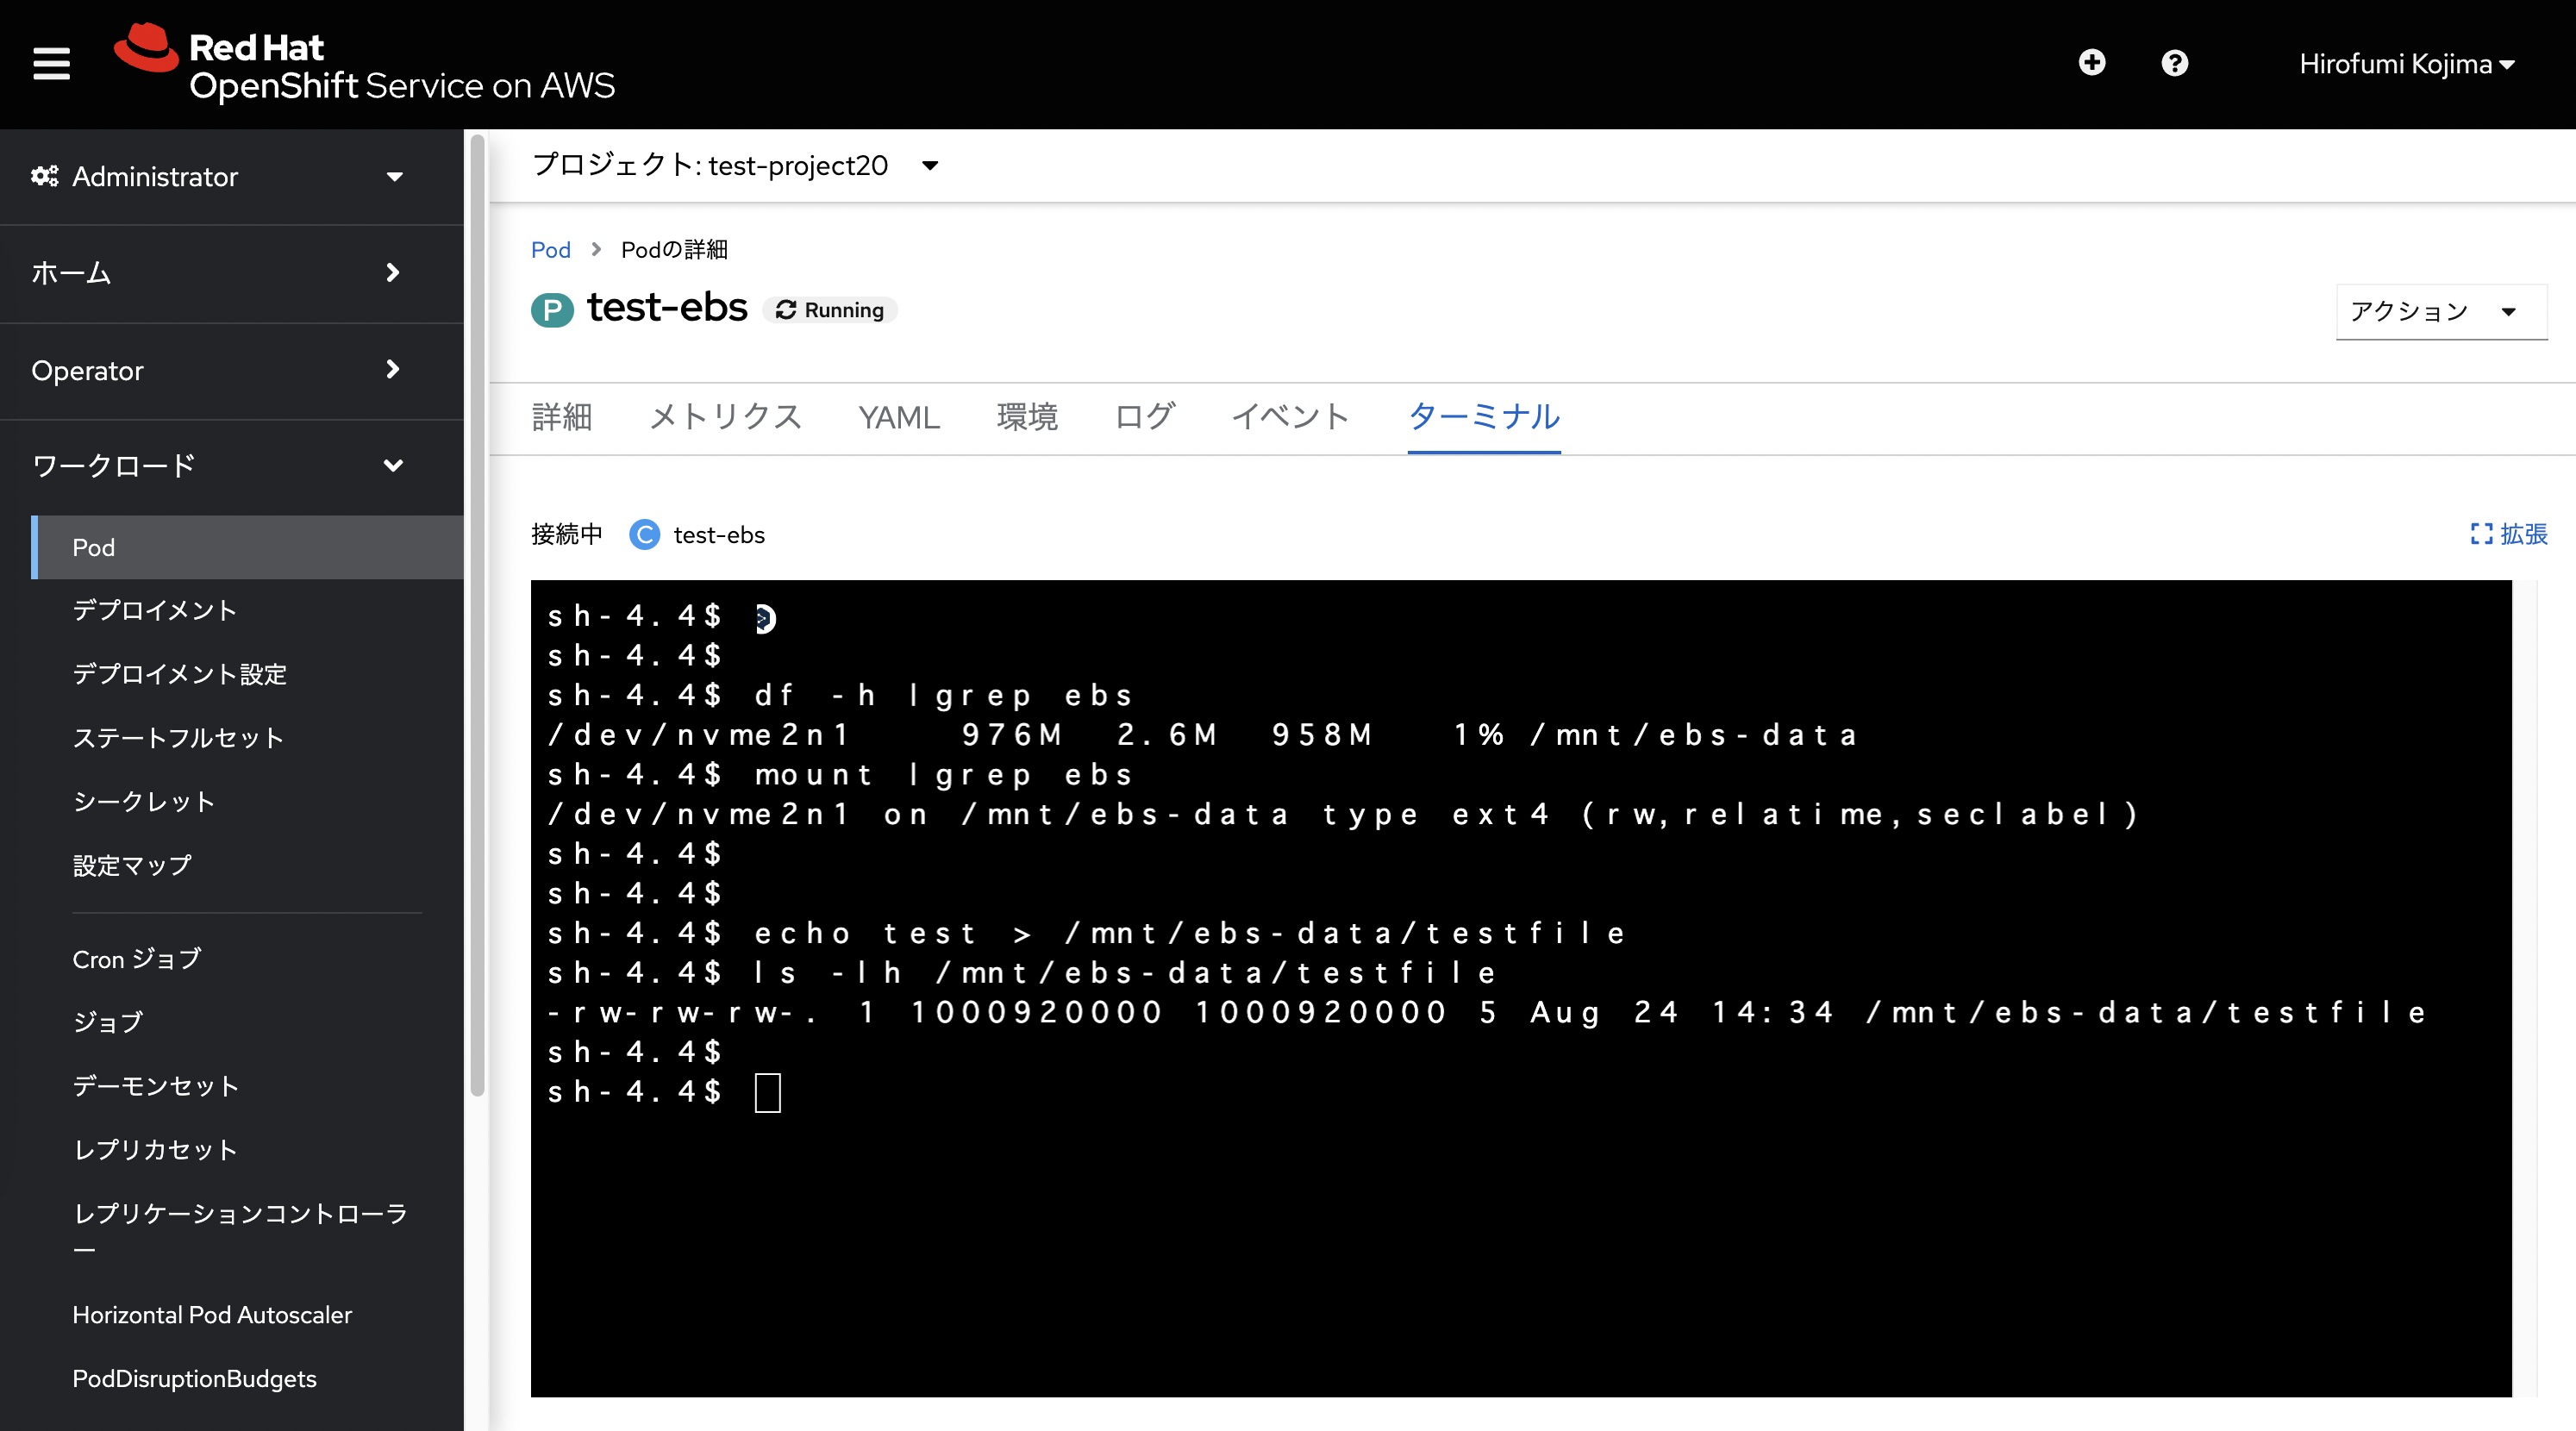 Red Hat
OpenShift Service on AWS
Hirofumi Kojima
Administrator
ホーム
Operator
ワークロード
Pod
デプロイメント
デプロイメント設定
ステートフルセット
シークレット
設定マップ
Cron ジョブ
ジョブ
デーモンセット
レプリカセット
レプリケーションコントローラ
ー
Horizontal Pod Autoscaler
PodDisruptionBudgets
プロジェクト: test-project20
Pod > Podの詳細
P test-ebs Running
アクション
詳細 メトリクス YAML 環境 ログ イベント ターミナル
接続中 C test-ebs
拡張
sh-4.4$
sh-4.4$
sh-4.4$ df -h |grep ebs
/dev/nvme2n1 976M 2.6M 958M 1% /mnt/ebs-data
sh-4.4$ mount |grep ebs
/dev/nvme2n1 on /mnt/ebs-data type ext4 (rw,relatime,seclabel)
sh-4.4$
sh-4.4$
sh-4.4$ echo test > /mnt/ebs-data/testfile
sh-4.4$ ls -lh /mnt/ebs-data/testfile
-rw-rw-rw-. 1 1000920000 1000920000 5 Aug 24 14:34 /mnt/ebs-data/testfile
sh-4.4$
sh-4.4$